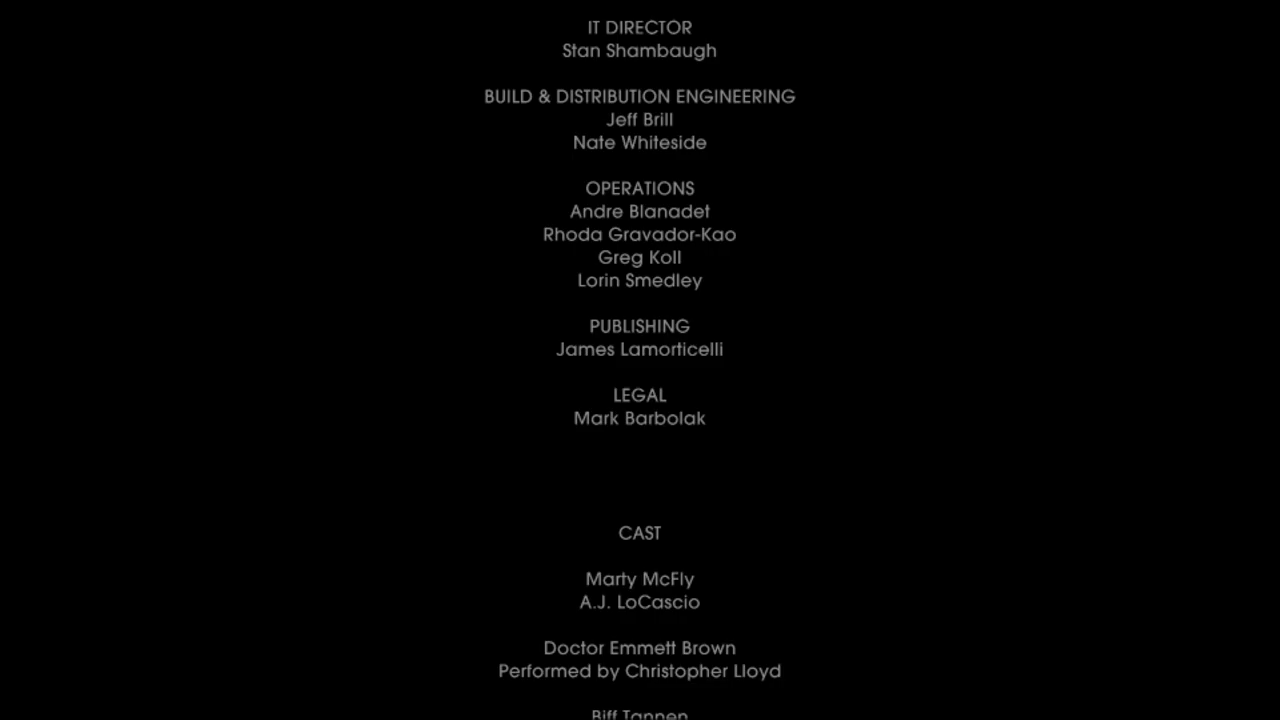 IT DIRECTOR
Stan Shambaugh
BUILD & DISTRIBUTION ENGINEERING
Jeff Brill
Nate Whiteside
OPERATIONS
Andre Blanadet
Rhoda Gravador-Kao
Greg Koll
Lorin Smedley
PUBLISHING
James Lamorticelli
LEGAL
Mark Barbolak
CAST
Marty McFly
A.J. LoCascio
Doctor Emmett Brown
Performed by Christopher Lloyd
Biff Tannen